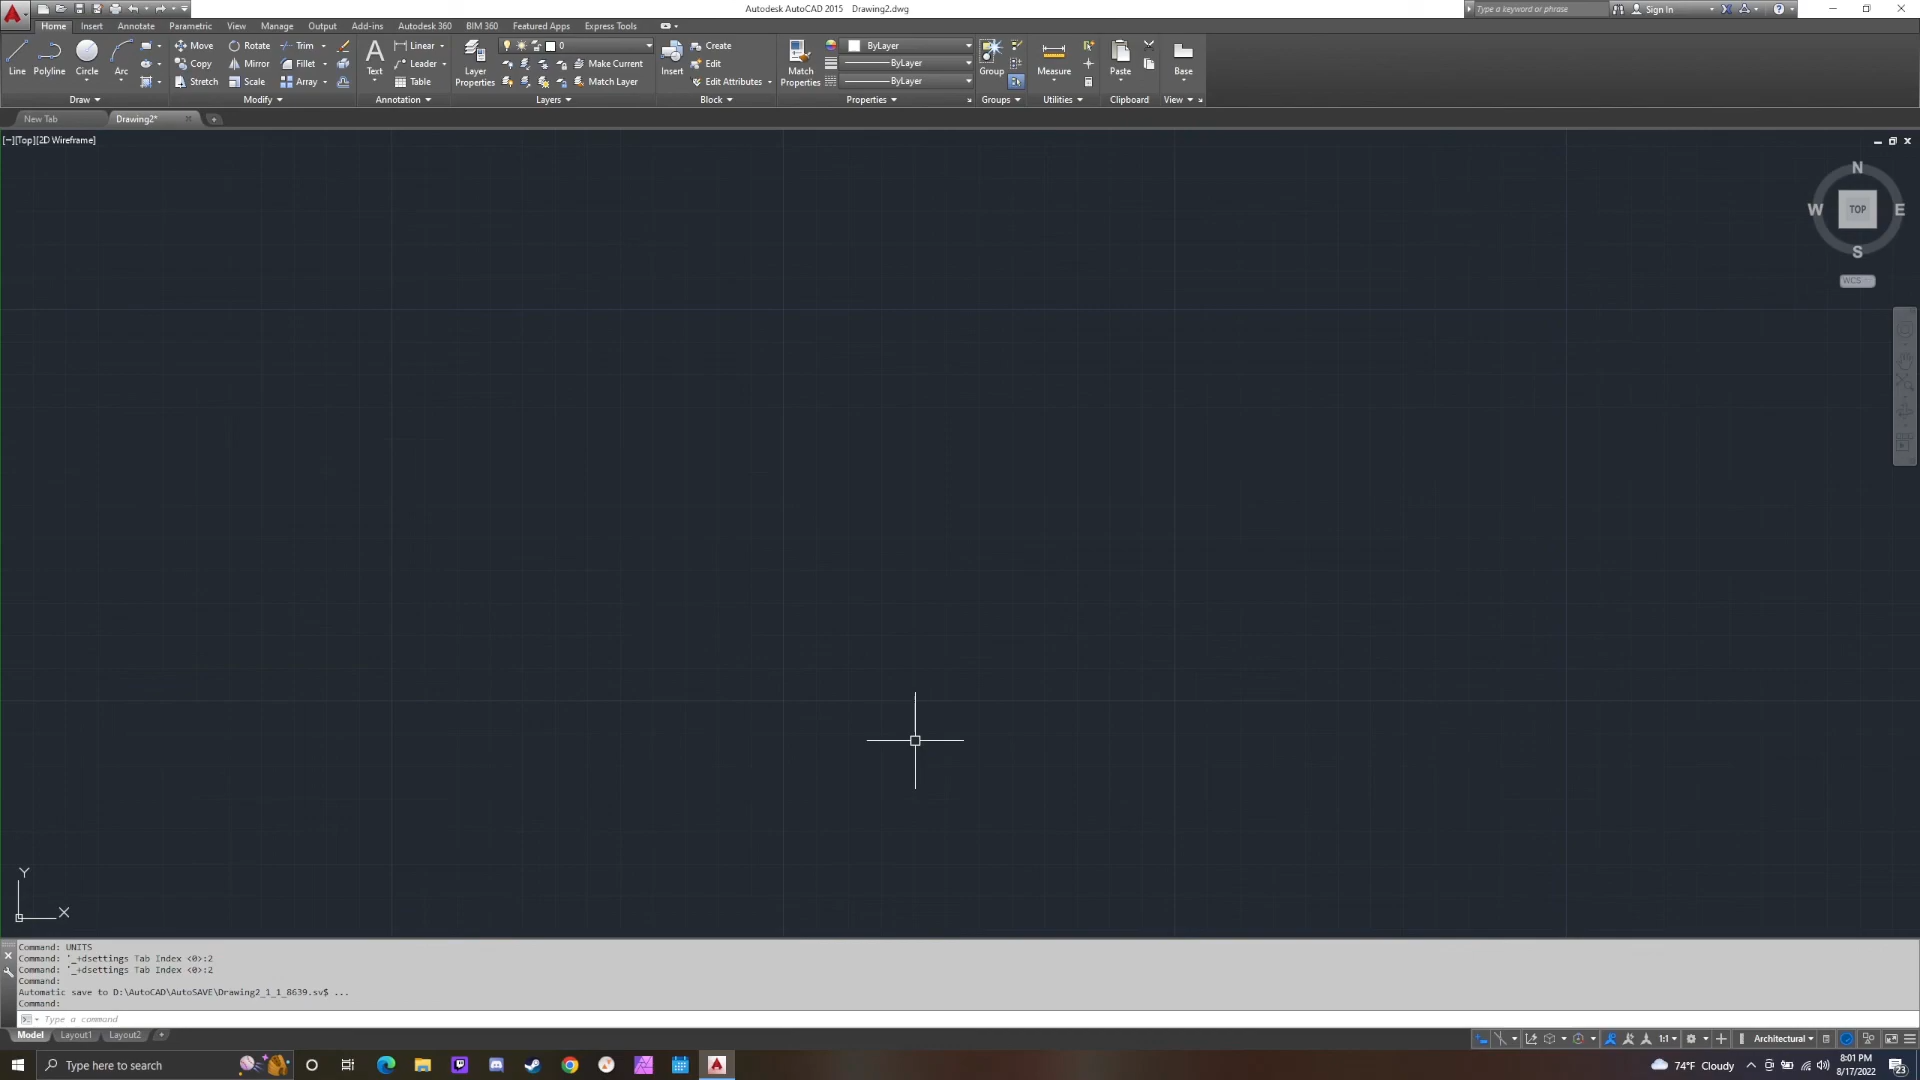 Autodesk AutoCAD 2015 Drawing2.dwg
Type a keyword or phrase
Sign In
Home Insert Annotate Parametric View Manage Output Add-ins Autodesk 360 BIM 360 Featured Apps Express Tools
Line Polyline Circle Arc
Move Rotate Trim
Copy Mirror Fillet
Stretch Scale Array
Text
Linear
Leader
Table
Layer Properties
0
Make Current
Match Layer
Insert
Create
Edit
Edit Attributes
Match Properties
ByLayer
ByLayer
ByLayer
Group
Measure
Paste
Base
Draw Modify Annotation Layers Block Properties Groups Utilities Clipboard View
New Tab Drawing2*
[−][Top][2D Wireframe]
N
W TOP E
S
WCS
Y
X
Command: UNITS
Command: '_+dsettings Tab Index <0>:2
Command: '_+dsettings Tab Index <0>:2
Command:
Automatic save to D:\AutoCAD\AutoSAVE\Drawing2_1_1_8639.sv$ ...
Command:
Type a command
Model Layout1 Layout2
1:1 Architectural
Type here to search
74°F Cloudy
8:01 PM
8/17/2022
23